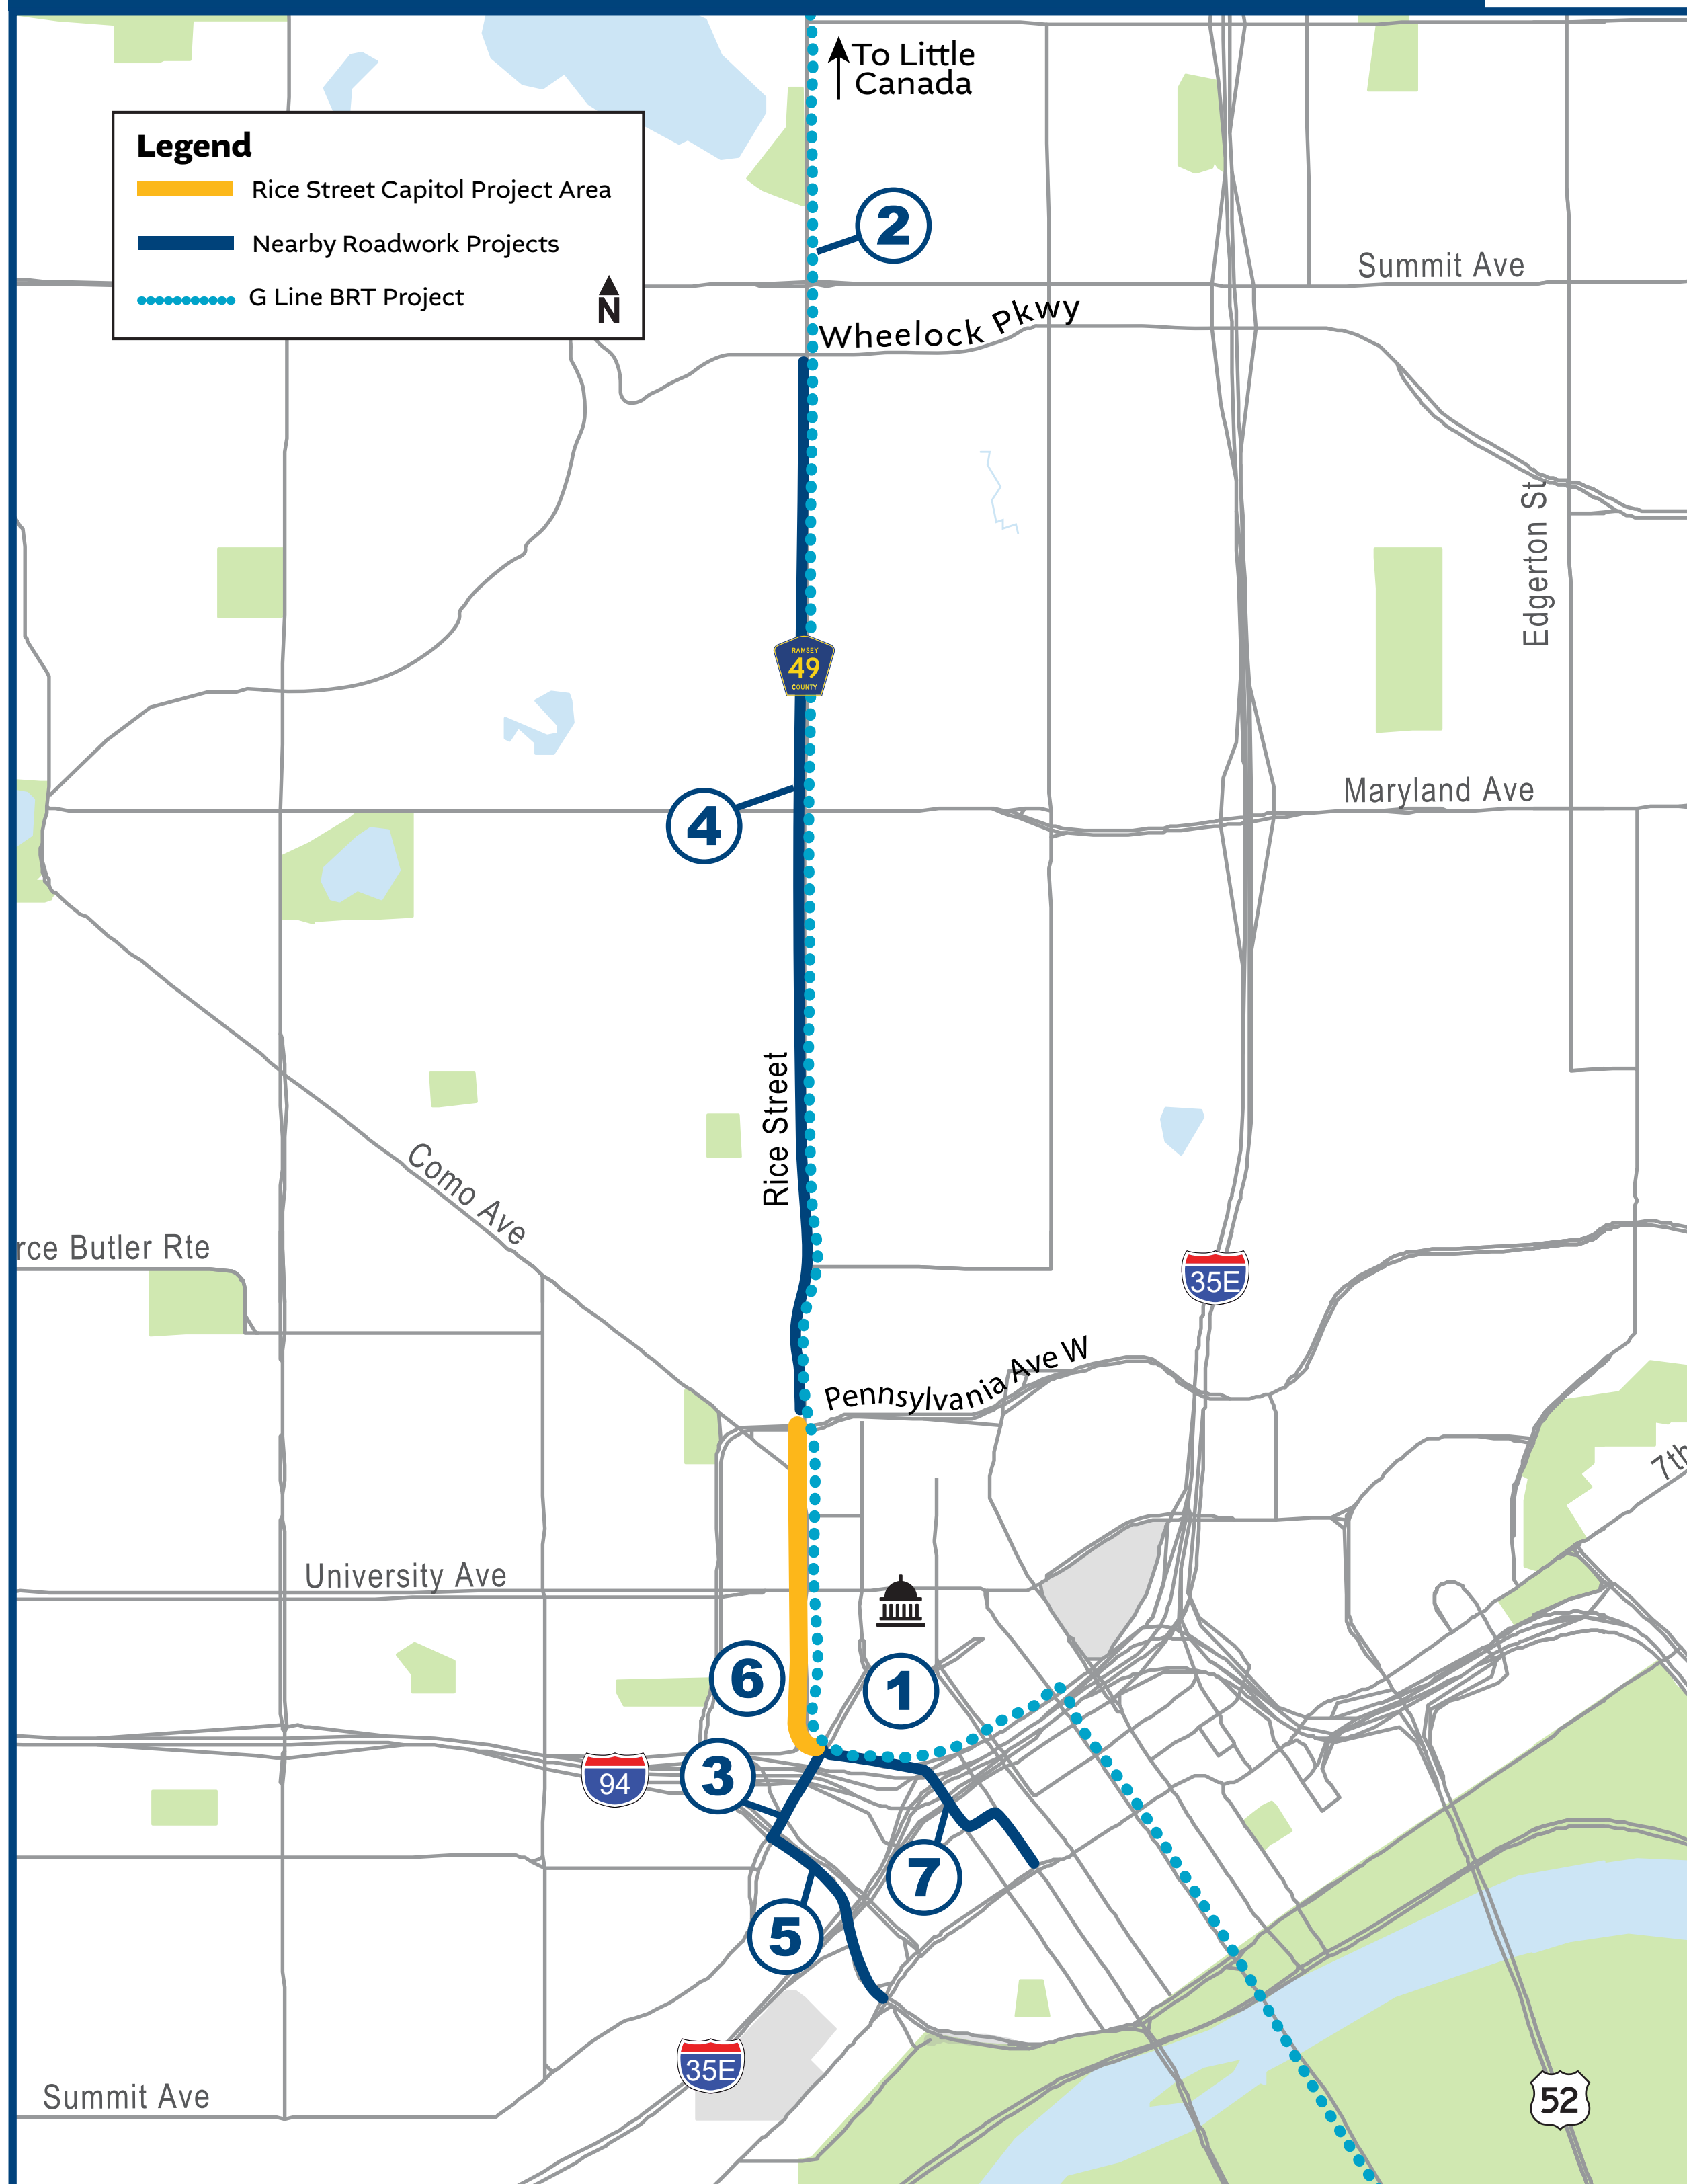 To Little
Canada
Legend
Rice Street Capitol Project Area
Nearby Roadwork Projects
G Line BRT Project
N
2
Summit Ave
Wheelock Pkwy
Edgerton St
RAMSEY
49
COUNTY
Maryland Ave
4
Rice Street
Como Ave
rce Butler Rte
35E
Pennsylvania Ave W
7th
University Ave
6
1
3
94
7
5
35E
Summit Ave
52